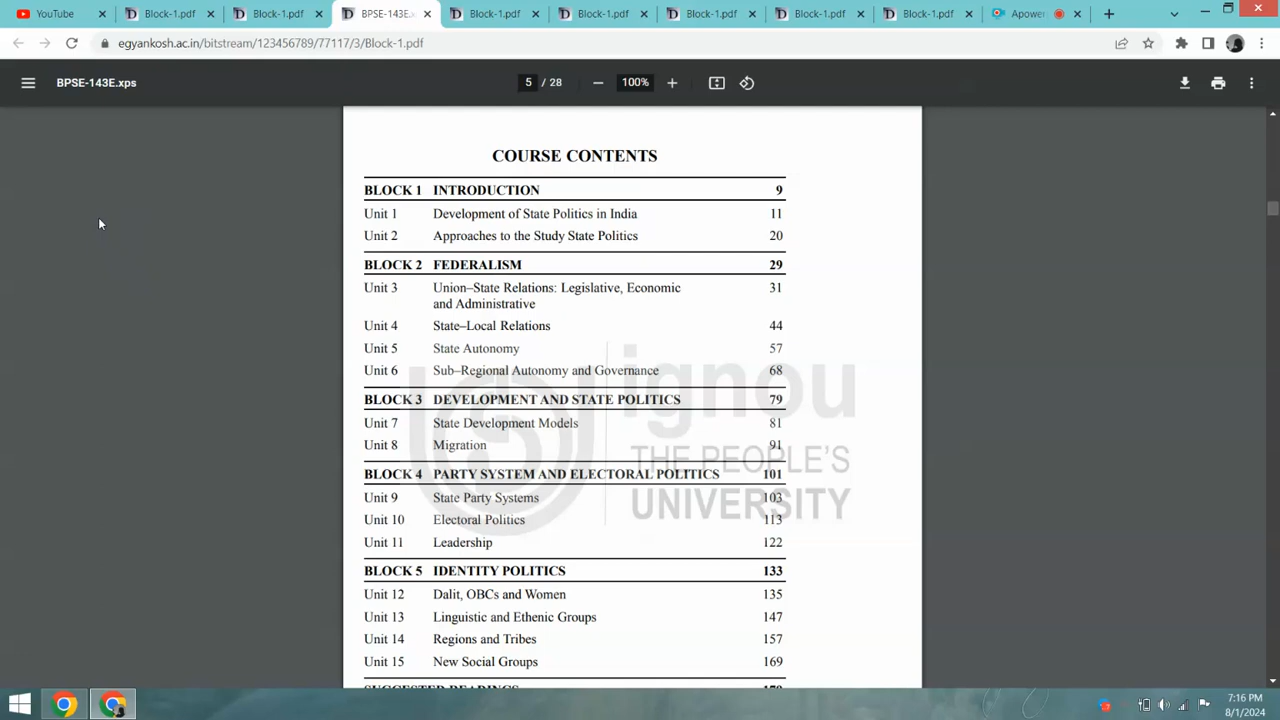 YouTube
Block-1.pdf
Block-1.pdf
BPSE-143E.x
Block-1.pdf
Block-1.pdf
Block-1.pdf
Block-1.pdf
Block-1.pdf
Apower
egyankosh.ac.in/bitstream/123456789/77117/3/Block-1.pdf
BPSE-143E.xps
5 / 28
100%
COURSE CONTENTS
BLOCK 1 INTRODUCTION 9
Unit 1 Development of State Politics in India 11
Unit 2 Approaches to the Study State Politics 20
BLOCK 2 FEDERALISM 29
Unit 3 Union–State Relations: Legislative, Economic 31
and Administrative
Unit 4 State–Local Relations 44
Unit 5 State Autonomy 57
Unit 6 Sub–Regional Autonomy and Governance 68
BLOCK 3 DEVELOPMENT AND STATE POLITICS 79
Unit 7 State Development Models 81
Unit 8 Migration 91
BLOCK 4 PARTY SYSTEM AND ELECTORAL POLITICS 101
Unit 9 State Party Systems 103
Unit 10 Electoral Politics 113
Unit 11 Leadership 122
BLOCK 5 IDENTITY POLITICS 133
Unit 12 Dalit, OBCs and Women 135
Unit 13 Linguistic and Ethenic Groups 147
Unit 14 Regions and Tribes 157
Unit 15 New Social Groups 169
SUGGESTED READINGS
ignou
THE PEOPLE'S
UNIVERSITY
7:16 PM
8/1/2024